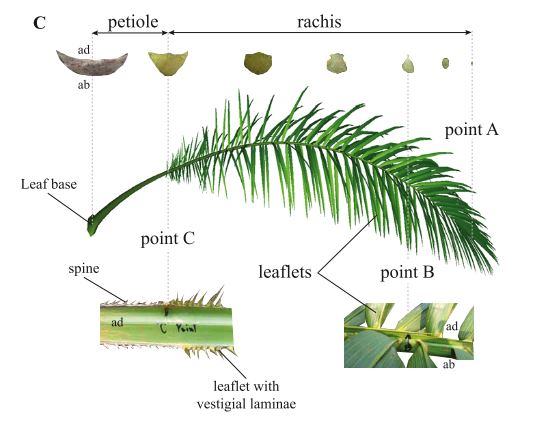 C
petiole
rachis
ad
ab
point A
Leaf base
point C
leaflets
point B
spine
ad
"C" Point
ad
ab
leaflet with
vestigial laminae